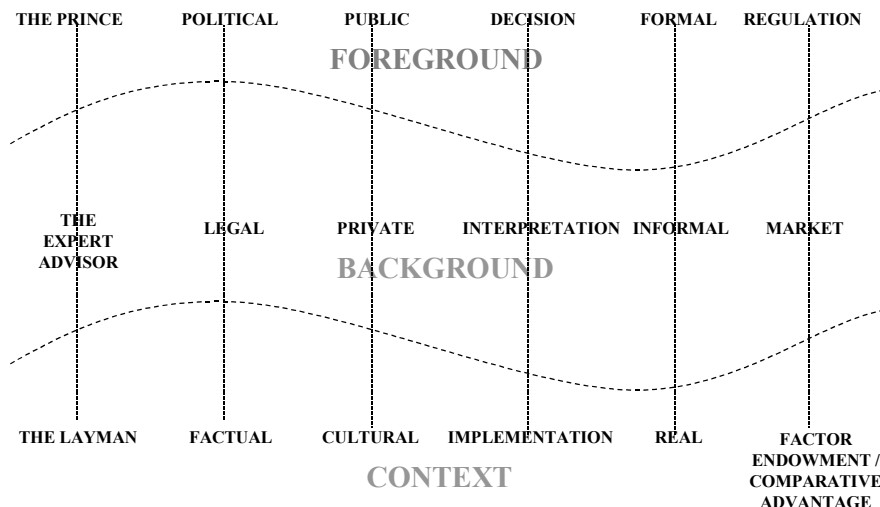 THE PRINCE POLITICAL PUBLIC DECISION FORMAL REGULATION
FOREGROUND
THE
EXPERT
ADVISOR
LEGAL PRIVATE INTERPRETATION INFORMAL MARKET
BACKGROUND
THE LAYMAN FACTUAL CULTURAL IMPLEMENTATION REAL
FACTOR
ENDOWMENT /
COMPARATIVE
ADVANTAGE
CONTEXT